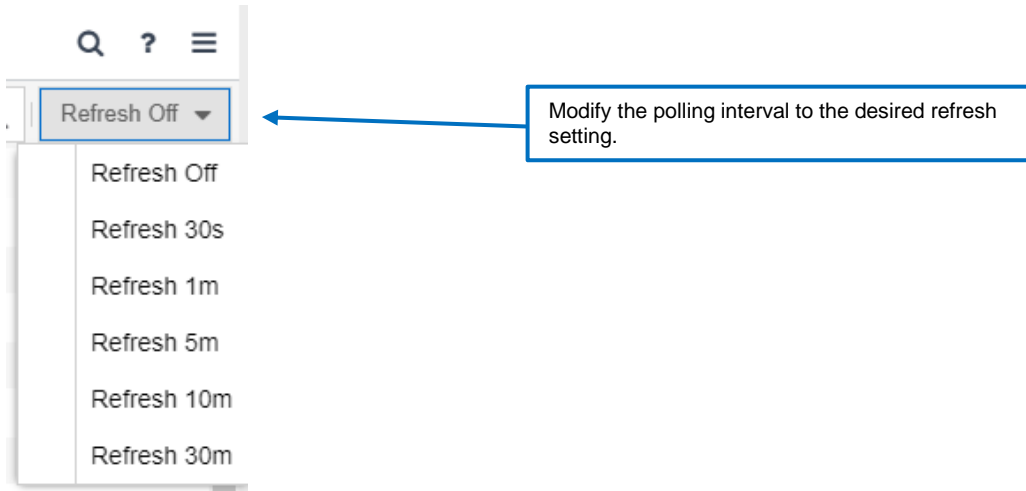 ?
Refresh Off
Modify the polling interval to the desired refresh
setting.
Refresh Off
Refresh 30s
Refresh 1m
Refresh 5m
Refresh 10m
Refresh 30m